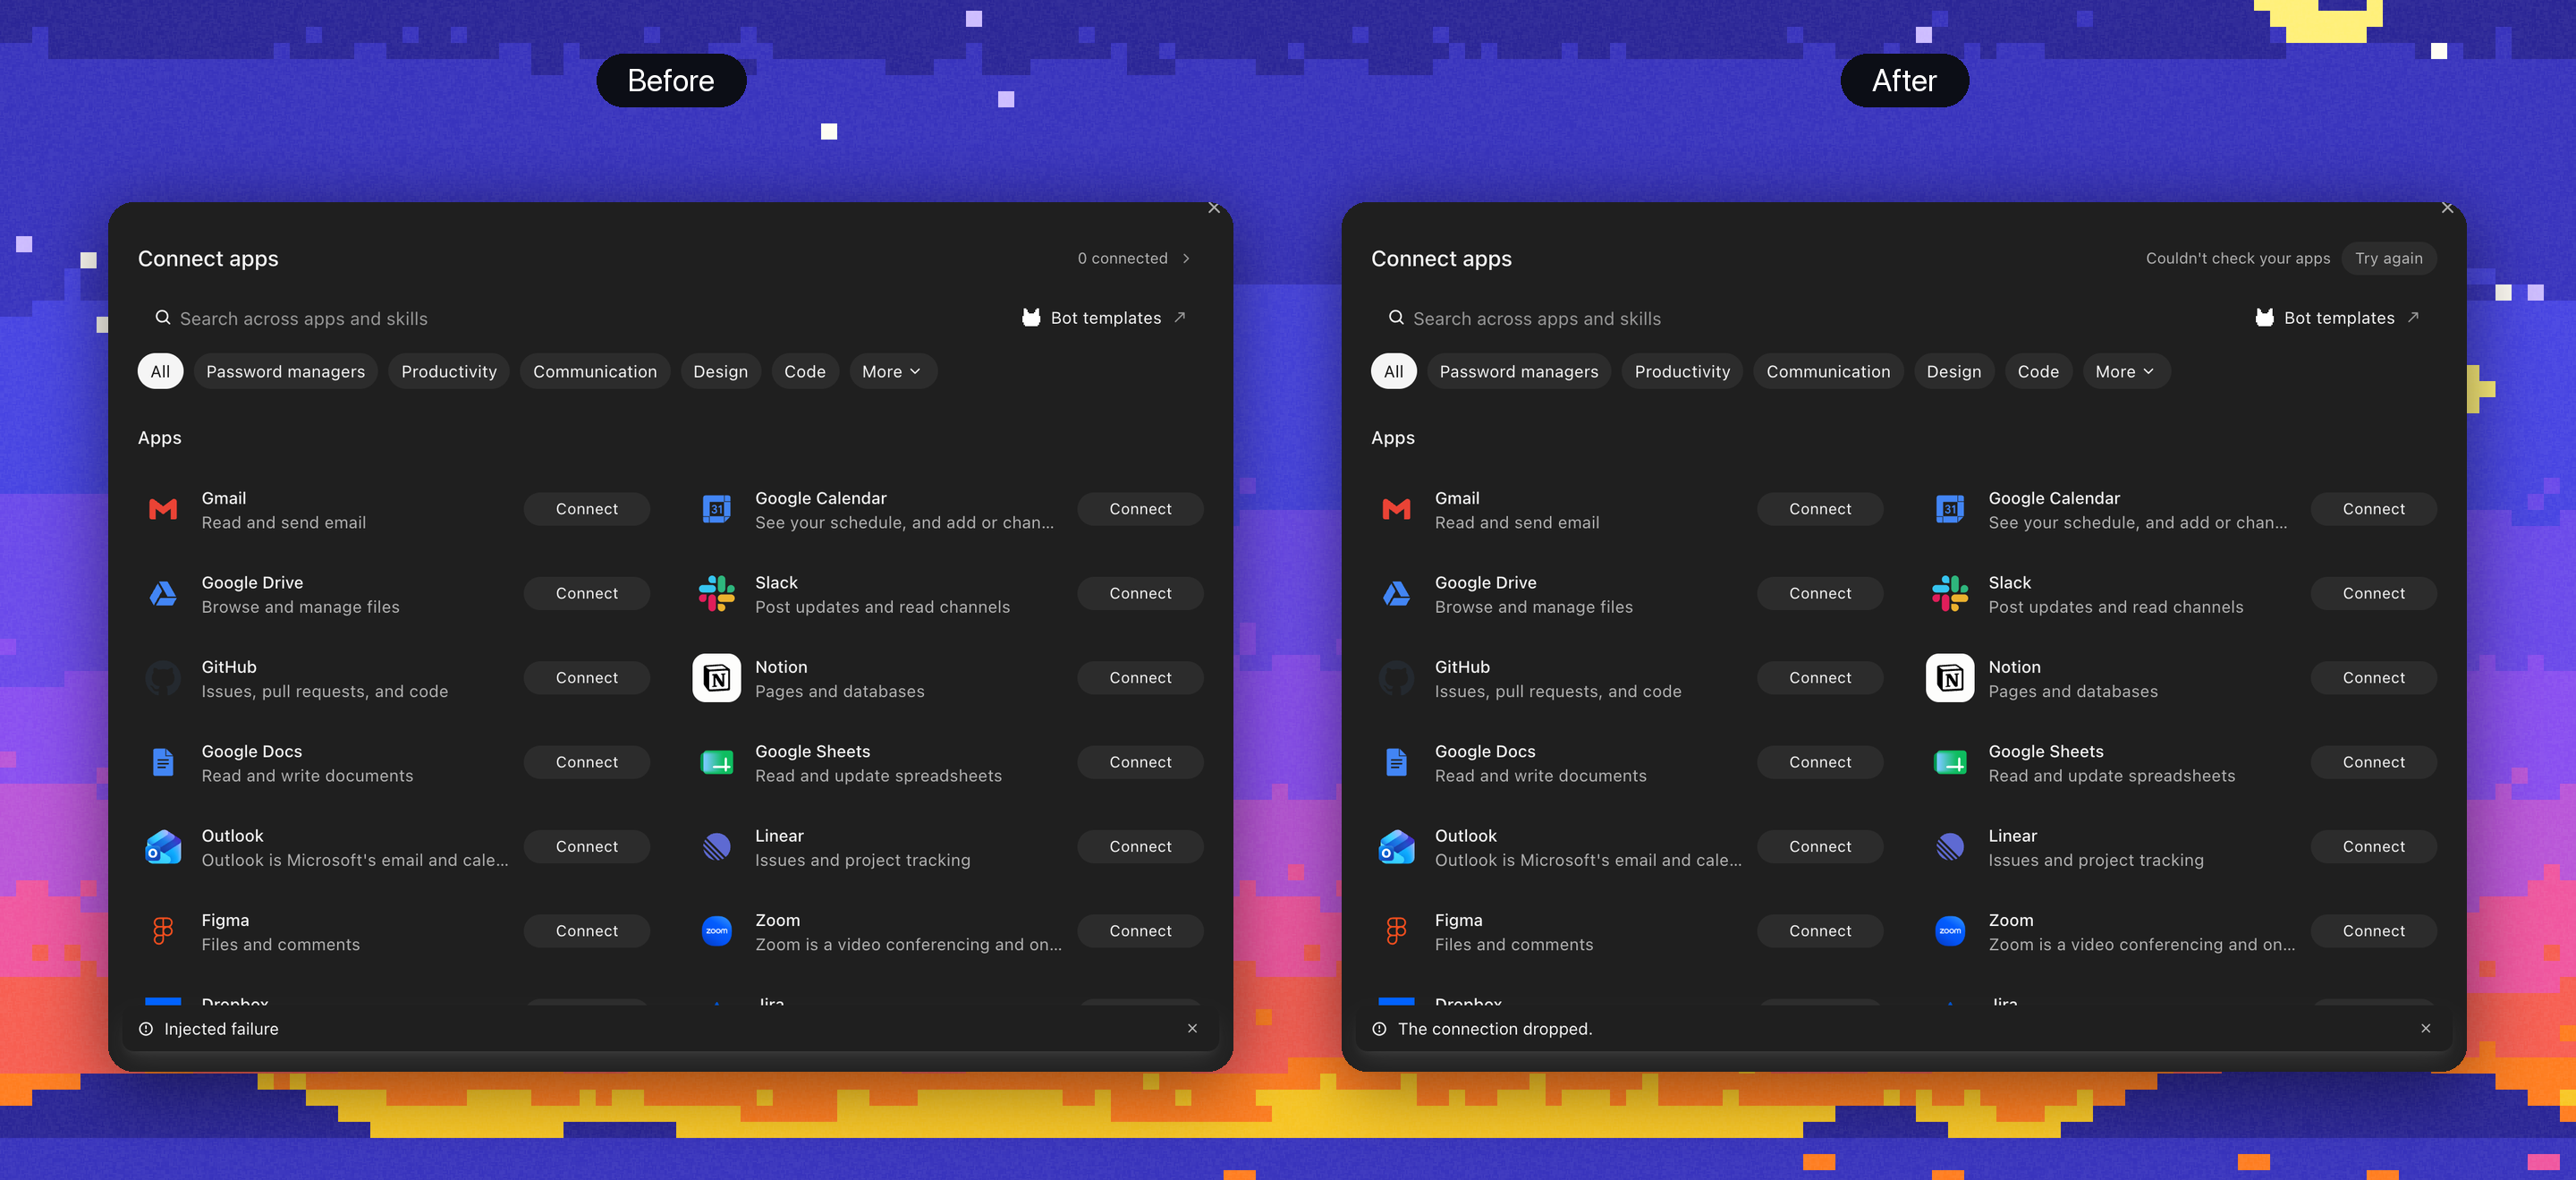 Before
After
Connect apps
0 connected
Search across apps and skills
Bot templates
All
Password managers
Productivity
Communication
Design
Code
More
Apps
Gmail
Read and send email
Connect
31
Google Calendar
See your schedule, and add or chan...
Connect
Google Drive
Browse and manage files
Connect
Slack
Post updates and read channels
Connect
GitHub
Issues, pull requests, and code
Connect
N
Notion
Pages and databases
Connect
Google Docs
Read and write documents
Connect
Google Sheets
Read and update spreadsheets
Connect
Outlook
Outlook is Microsoft's email and cale...
Connect
Linear
Issues and project tracking
Connect
Figma
Files and comments
Connect
zoom
Zoom
Zoom is a video conferencing and on...
Connect
Dropbox
Jira
Injected failure
Connect apps
Couldn't check your apps
Try again
Search across apps and skills
Bot templates
All
Password managers
Productivity
Communication
Design
Code
More
Apps
Gmail
Read and send email
Connect
31
Google Calendar
See your schedule, and add or chan...
Connect
Google Drive
Browse and manage files
Connect
Slack
Post updates and read channels
Connect
GitHub
Issues, pull requests, and code
Connect
N
Notion
Pages and databases
Connect
Google Docs
Read and write documents
Connect
Google Sheets
Read and update spreadsheets
Connect
Outlook
Outlook is Microsoft's email and cale...
Connect
Linear
Issues and project tracking
Connect
Figma
Files and comments
Connect
zoom
Zoom
Zoom is a video conferencing and on...
Connect
Dropbox
Jira
The connection dropped.